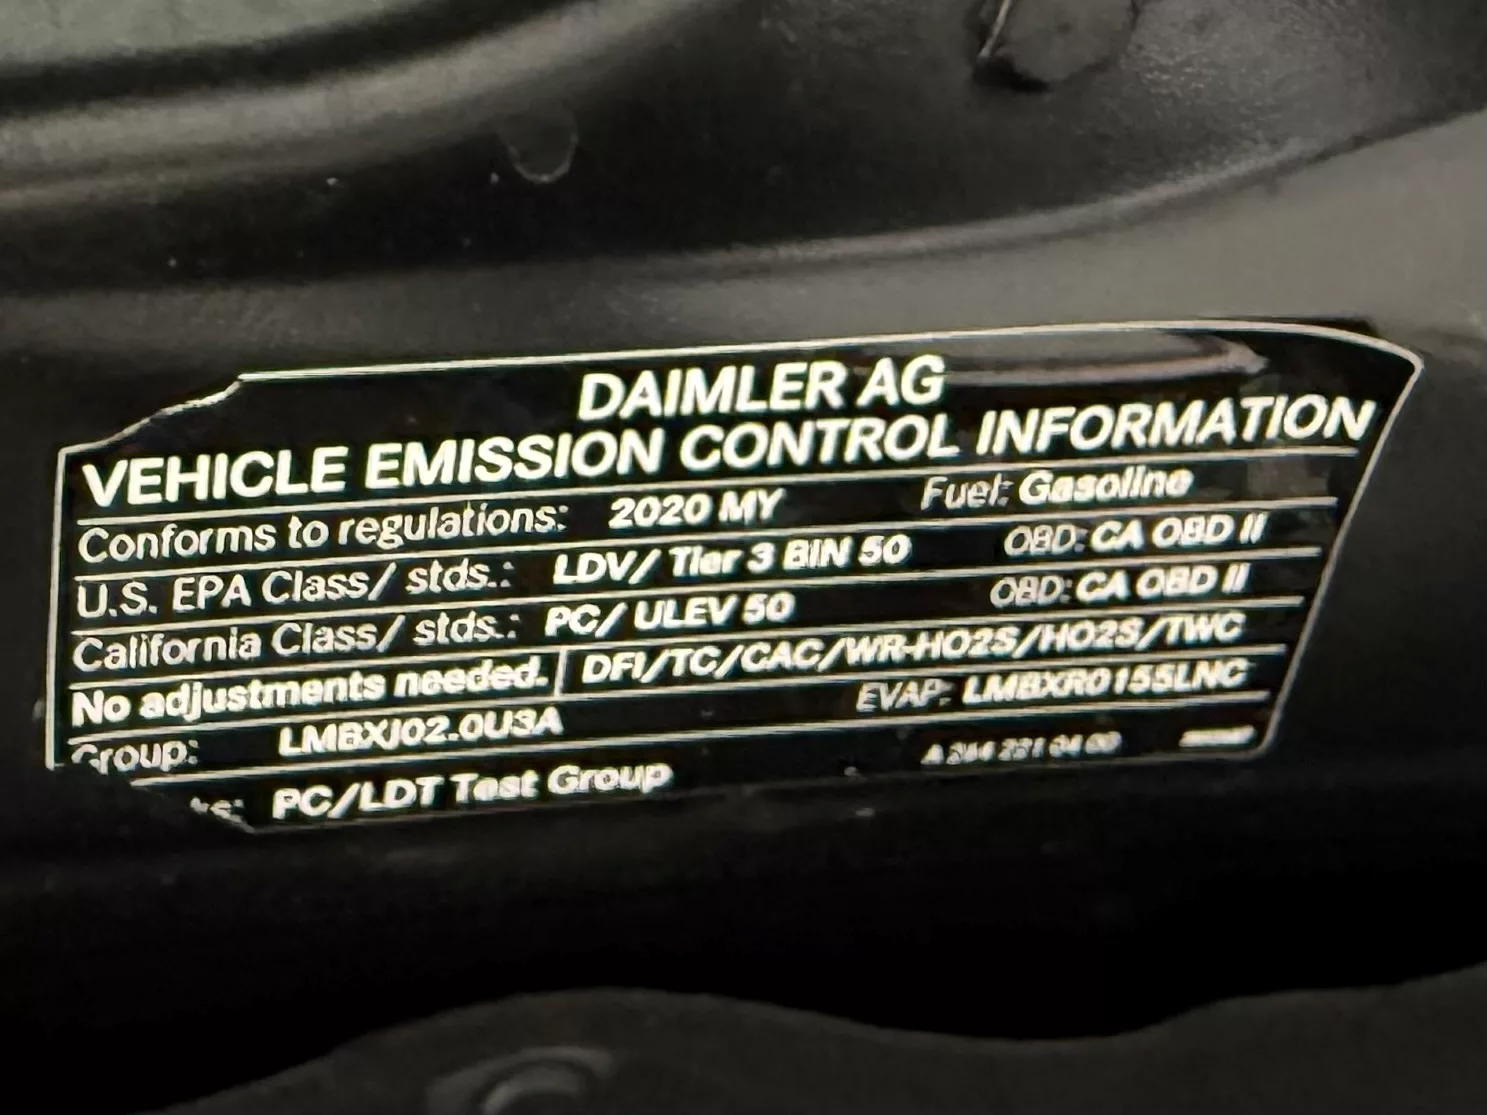 DAIMLER AG
VEHICLE EMISSION CONTROL INFORMATION
Conforms to regulations: 2020 MY Fuel: Gasoline
U.S. EPA Class/ stds.: LDV/ Tier 3 BIN 50 OBD: CA OBD II
California Class/ stds.: PC/ ULEV 50 OBD: CA OBD II
No adjustments needed. DFI/TC/CAC/WR-HO2S/HO2S/TWC
Group: LMBXJ02.0U3A EVAP: LMBXR0155LNC
PC/LDT Test Group